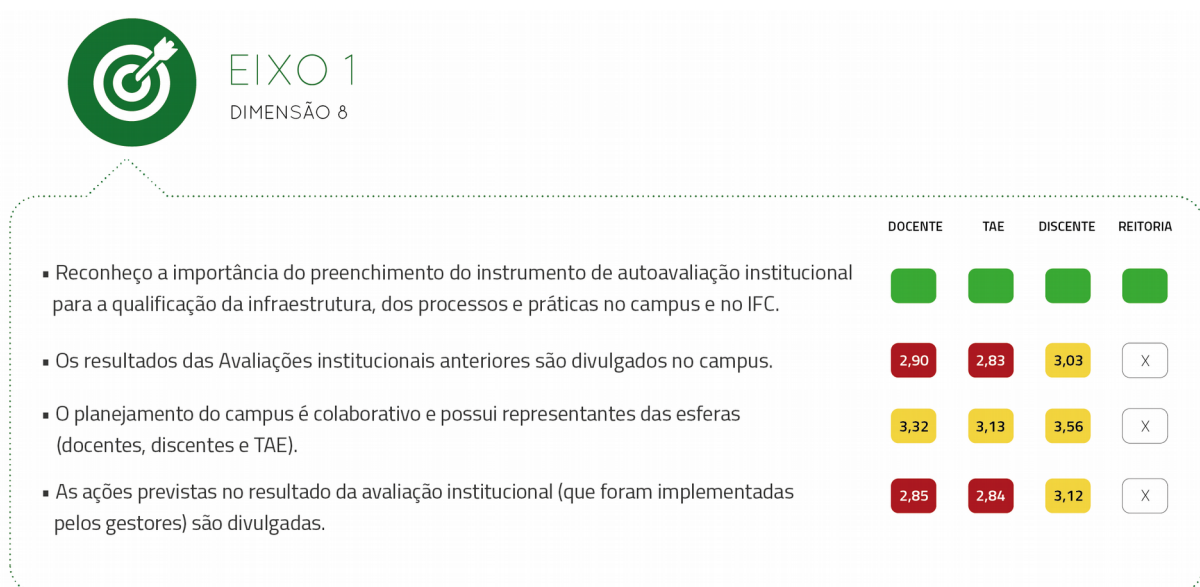 EIXO 1
DIMENSÃO 8
DOCENTE TAE DISCENTE REITORIA
▪ Reconheço a importância do preenchimento do instrumento de autoavaliação institucional
para a qualificação da infraestrutura, dos processos e práticas no campus e no IFC.
▪ Os resultados das Avaliações institucionais anteriores são divulgados no campus. 2,90 2,83 3,03 X
▪ O planejamento do campus é colaborativo e possui representantes das esferas
(docentes, discentes e TAE). 3,32 3,13 3,56 X
▪ As ações previstas no resultado da avaliação institucional (que foram implementadas
pelos gestores) são divulgadas. 2,85 2,84 3,12 X